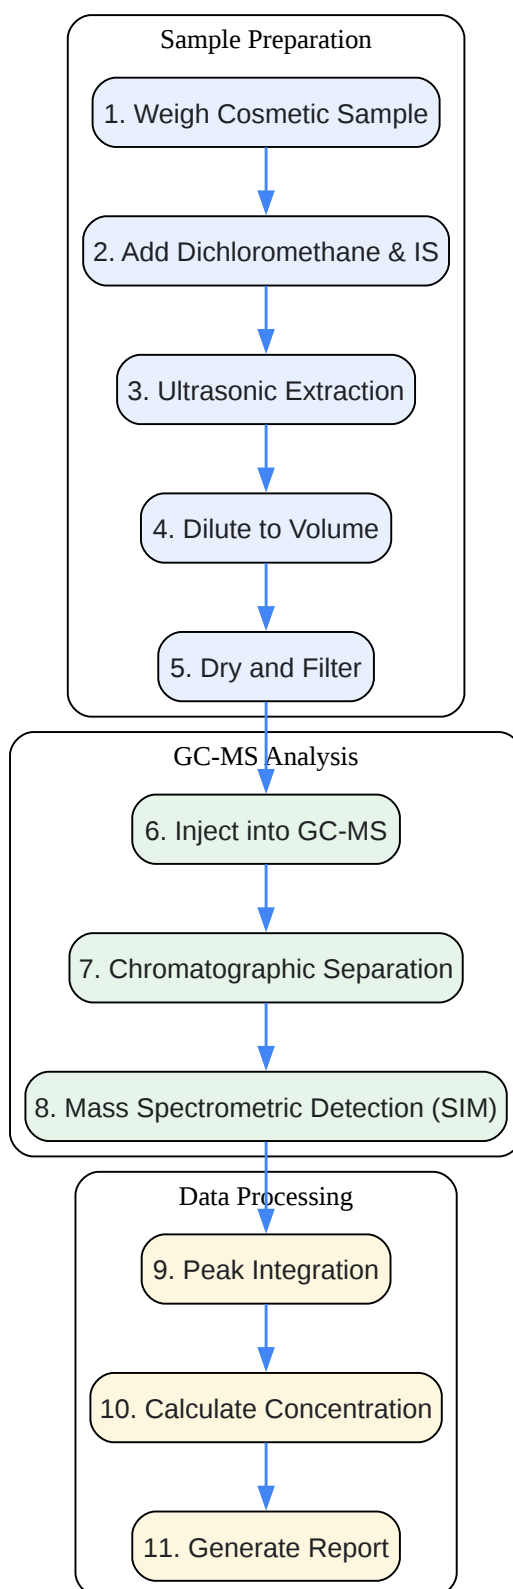 Sample Preparation
1. Weigh Cosmetic Sample
2. Add Dichloromethane & IS
3. Ultrasonic Extraction
4. Dilute to Volume
5. Dry and Filter
GC-MS Analysis
6. Inject into GC-MS
7. Chromatographic Separation
8. Mass Spectrometric Detection (SIM)
Data Processing
9. Peak Integration
10. Calculate Concentration
11. Generate Report